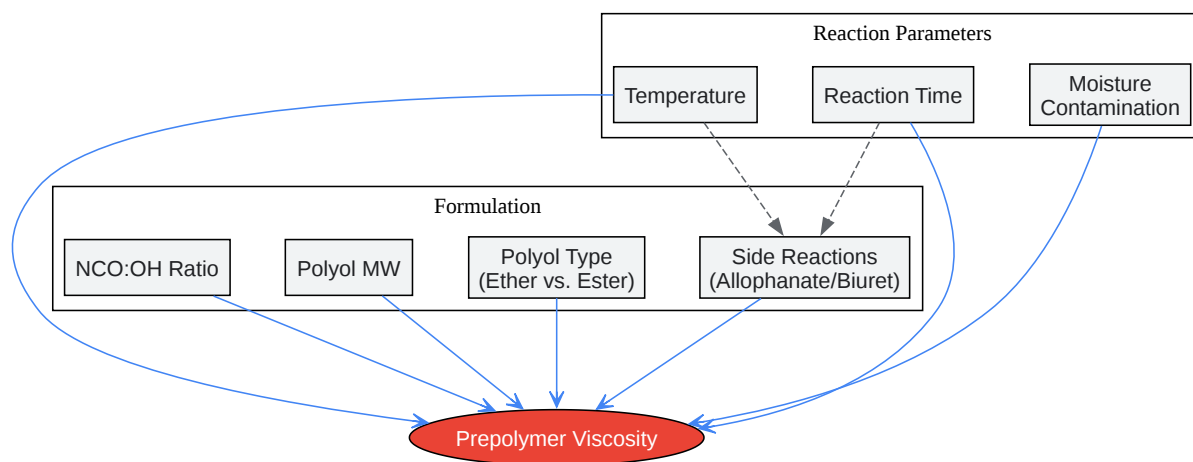 Reaction Parameters
Temperature
Reaction Time
Moisture
Contamination
Formulation
NCO:OH Ratio
Polyol MW
Polyol Type
(Ether vs. Ester)
Side Reactions
(Allophanate/Biuret)
Prepolymer Viscosity